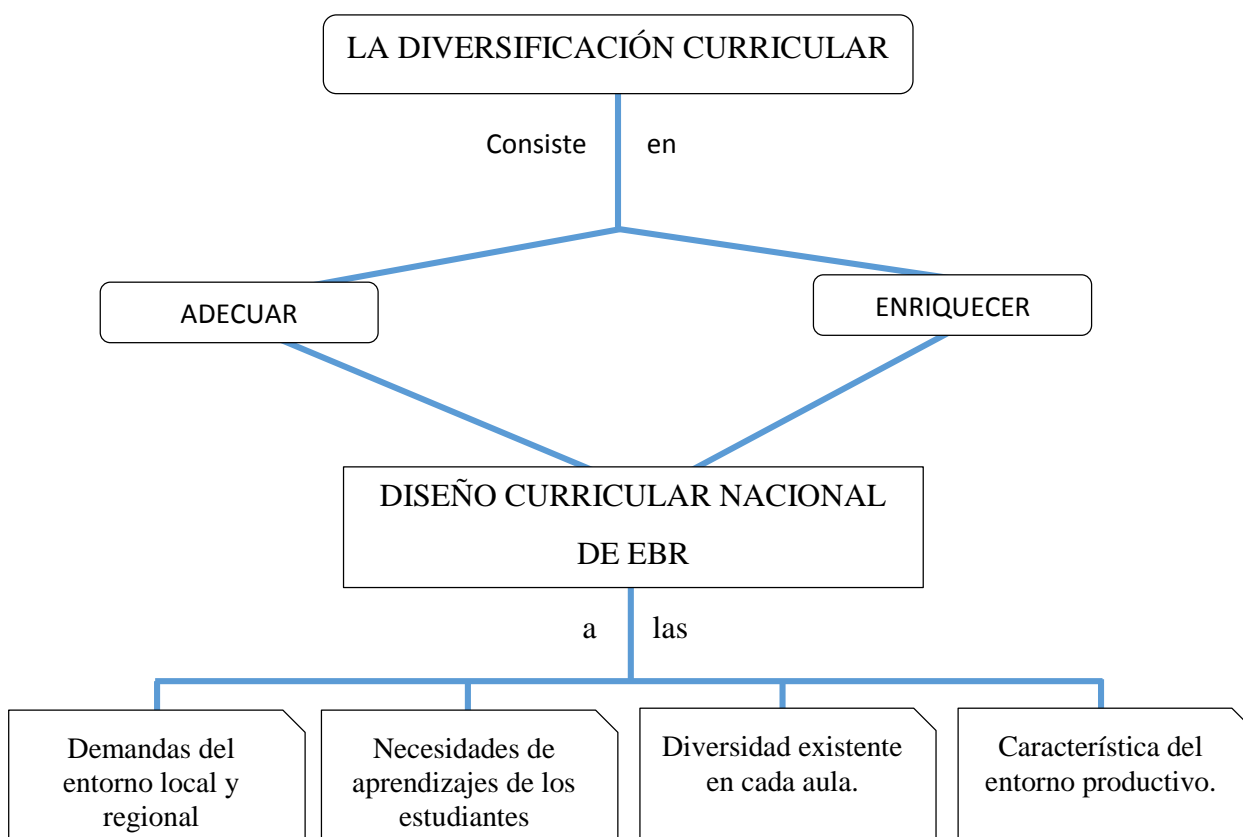 LA DIVERSIFICACIÓN CURRICULAR
Consiste en
ADECUAR
ENRIQUECER
DISEÑO CURRICULAR NACIONAL
DE EBR
a las
Demandas del
entorno local y
regional
Necesidades de
aprendizajes de los
estudiantes
Diversidad existente
en cada aula.
Característica del
entorno productivo.